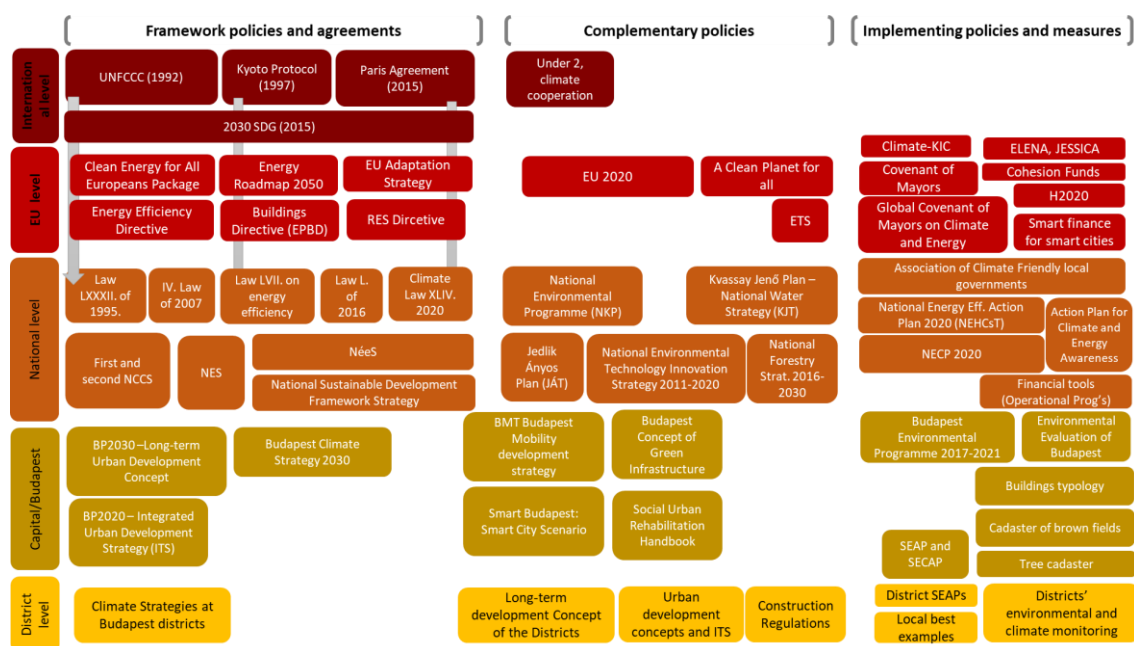 Framework policies and agreements
Complementary policies
Implementing policies and measures
Internation
al level
UNFCCC (1992)
Kyoto Protocol
(1997)
Paris Agreement
(2015)
Under 2,
climate
cooperation
2030 SDG (2015)
EU level
Clean Energy for All
Europeans Package
Energy
Roadmap 2050
EU Adaptation
Strategy
Energy Efficiency
Directive
Buildings
Directive (EPBD)
RES Dircetive
EU 2020
A Clean Planet for
all
ETS
Climate-KIC
ELENA, JESSICA
Covenant of
Mayors
Cohesion Funds
H2020
Global Covenant of
Mayors on Climate
and Energy
Smart finance
for smart cities
National level
Law
LXXXII. of
1995.
IV. Law
of 2007
Law LVII. on
energy
efficiency
Law L.
of
2016
Climate
Law XLIV.
2020
First and
second NCCS
NES
NéeS
National Sustainable Development
Framework Strategy
National
Environmental
Programme (NKP)
Kvassay Jenő Plan –
National Water
Strategy (KJT)
Jedlik
Ányos
Plan (JÁT)
National Environmental
Technology Innovation
Strategy 2011-2020
National
Forestry
Strat. 2016-
2030
Association of Climate Friendly local
governments
National Energy Eff. Action
Plan 2020 (NEHCsT)
Action Plan for
Climate and
Energy
Awareness
NECP 2020
Financial tools
(Operational Prog's)
Capital/Budapest
BP2030 –Long-term
Urban Development
Concept
Budapest Climate
Strategy 2030
BP2020 – Integrated
Urban Development
Strategy (ITS)
BMT Budapest
Mobility
development
strategy
Budapest
Concept of
Green
Infrastructure
Smart Budapest:
Smart City Scenario
Social Urban
Rehabilitation
Handbook
Budapest
Environmental
Programme 2017-2021
Environmental
Evaluation of
Budapest
Buildings typology
Cadaster of brown fields
SEAP and
SECAP
Tree cadaster
District
level
Climate Strategies at
Budapest districts
Long-term
development Concept
of the Districts
Urban
development
concepts and ITS
Construction
Regulations
District SEAPs
Local best
examples
Districts'
environmental and
climate monitoring